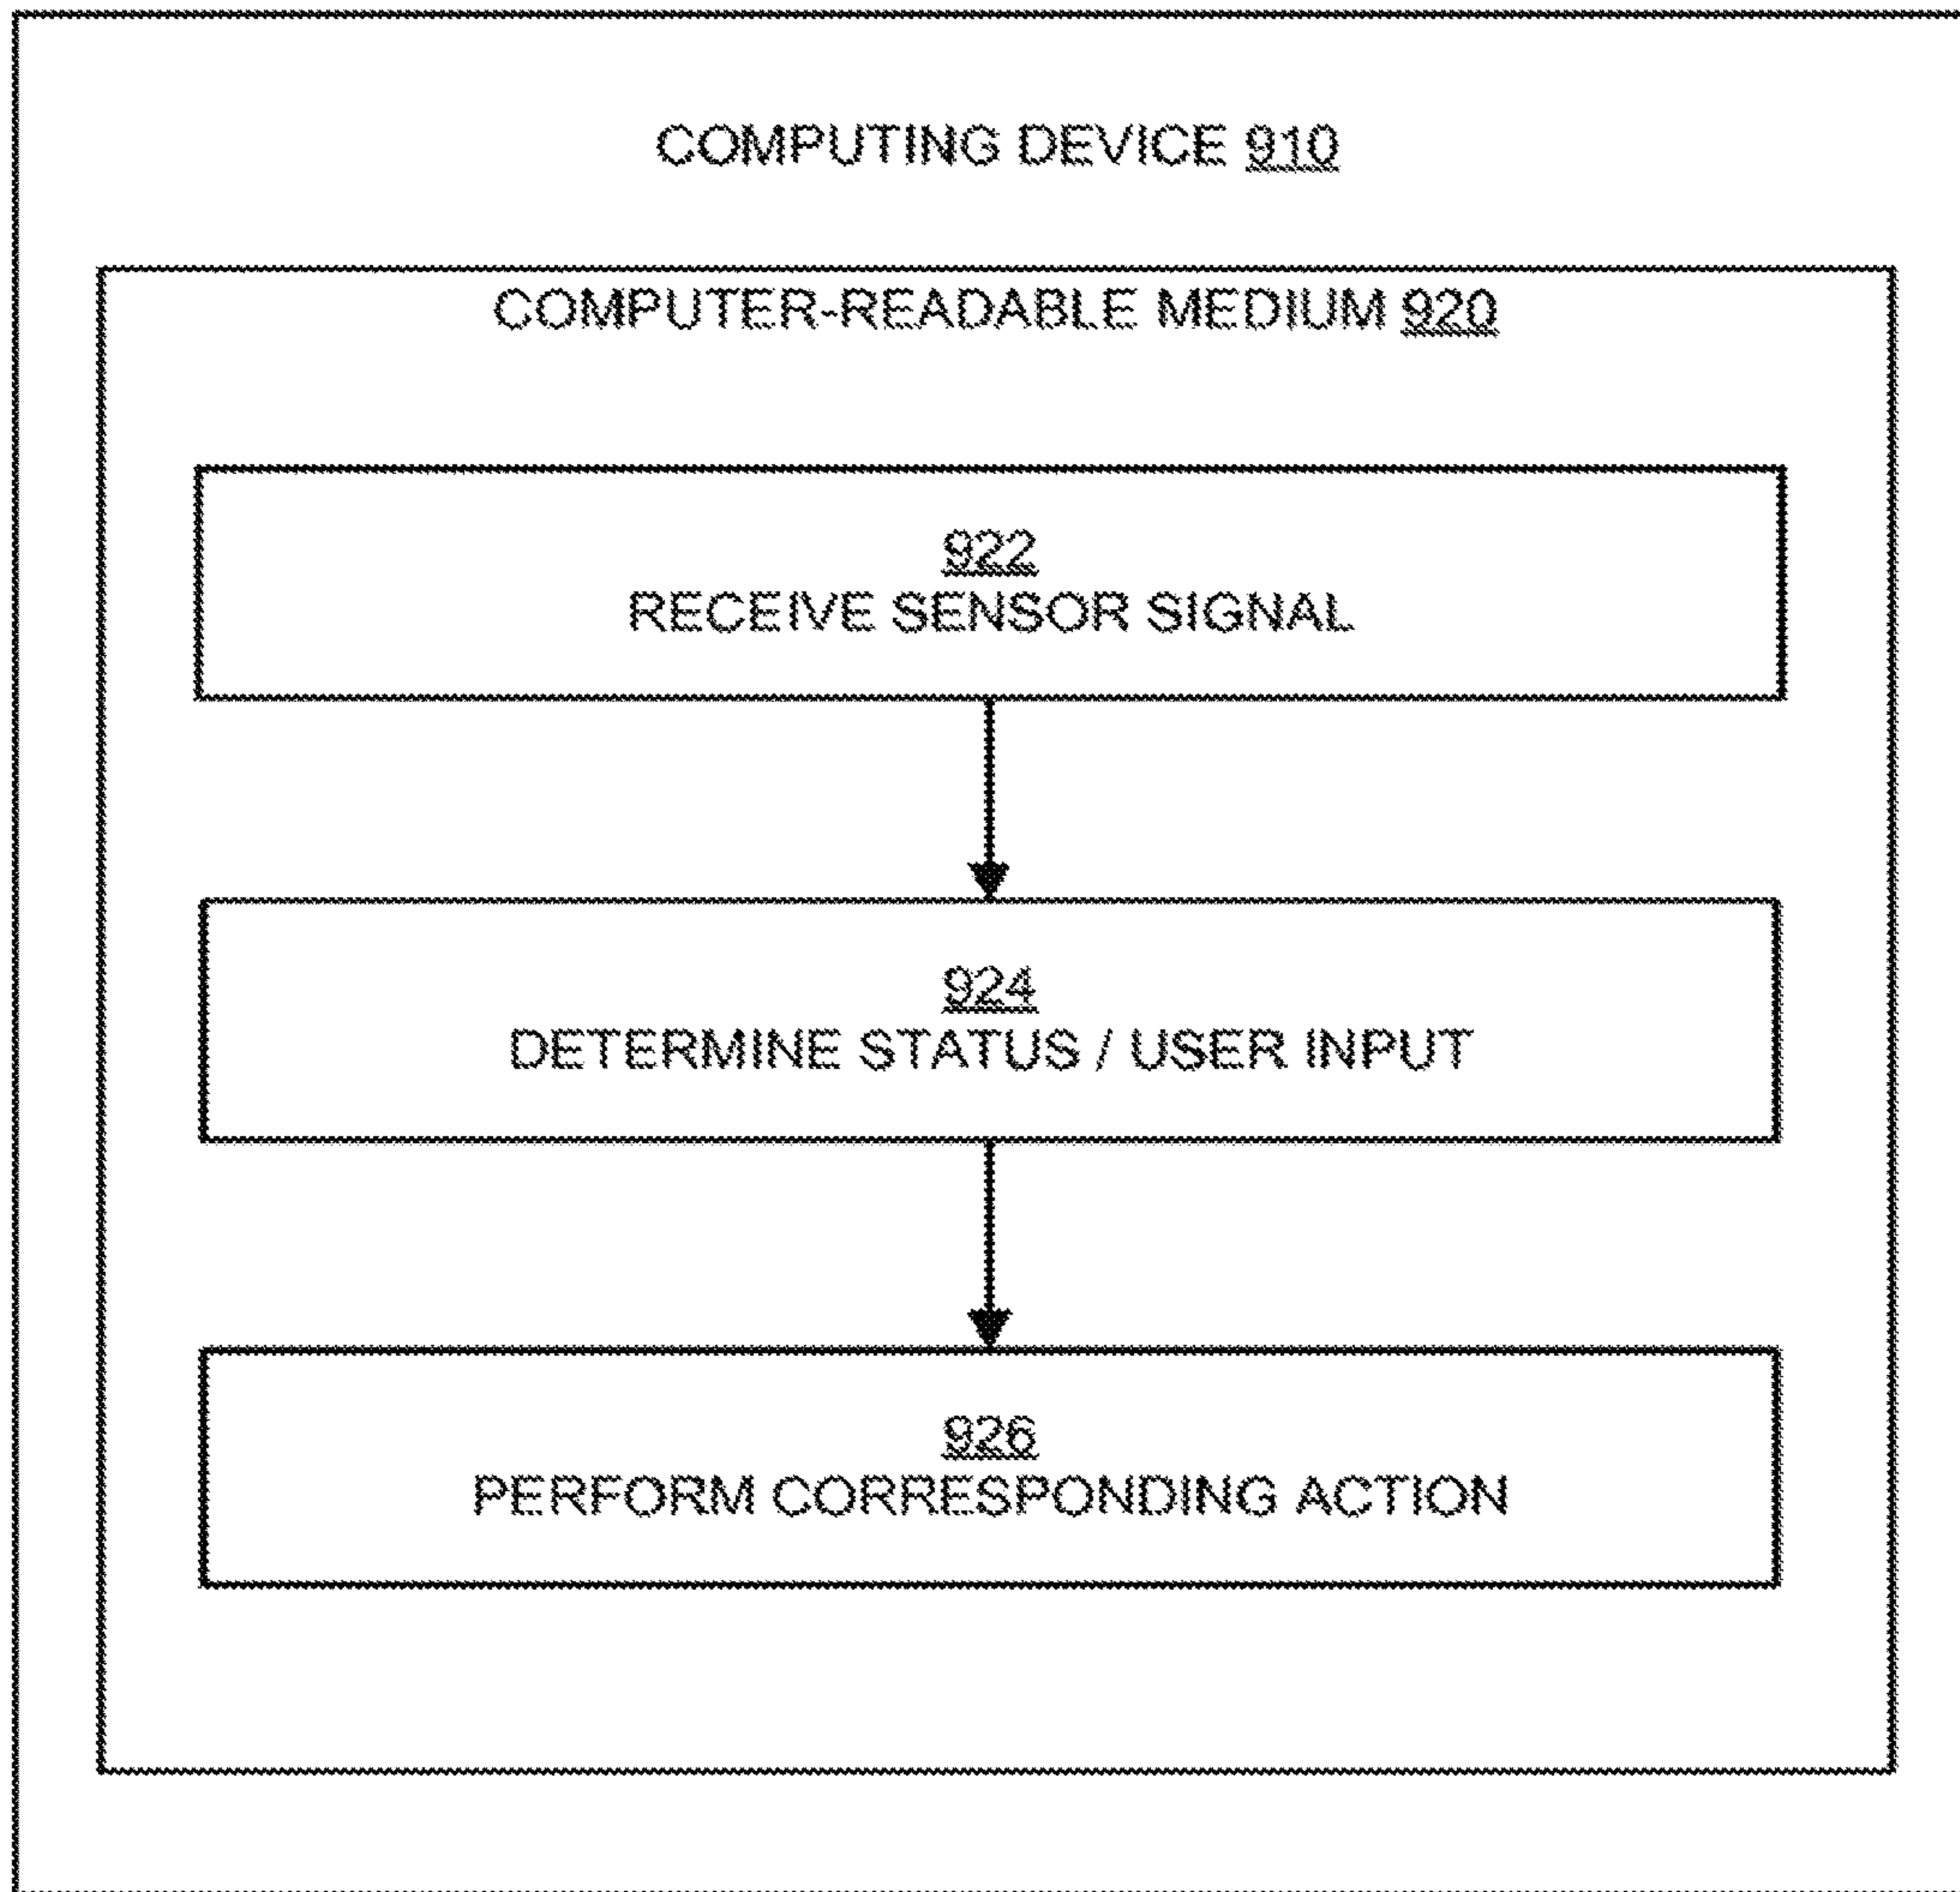 COMPUTING DEVICE 910
COMPUTER-READABLE MEDIUM 920
922
RECEIVE SENSOR SIGNAL
924
DETERMINE STATUS / USER INPUT
926
PERFORM CORRESPONDING ACTION